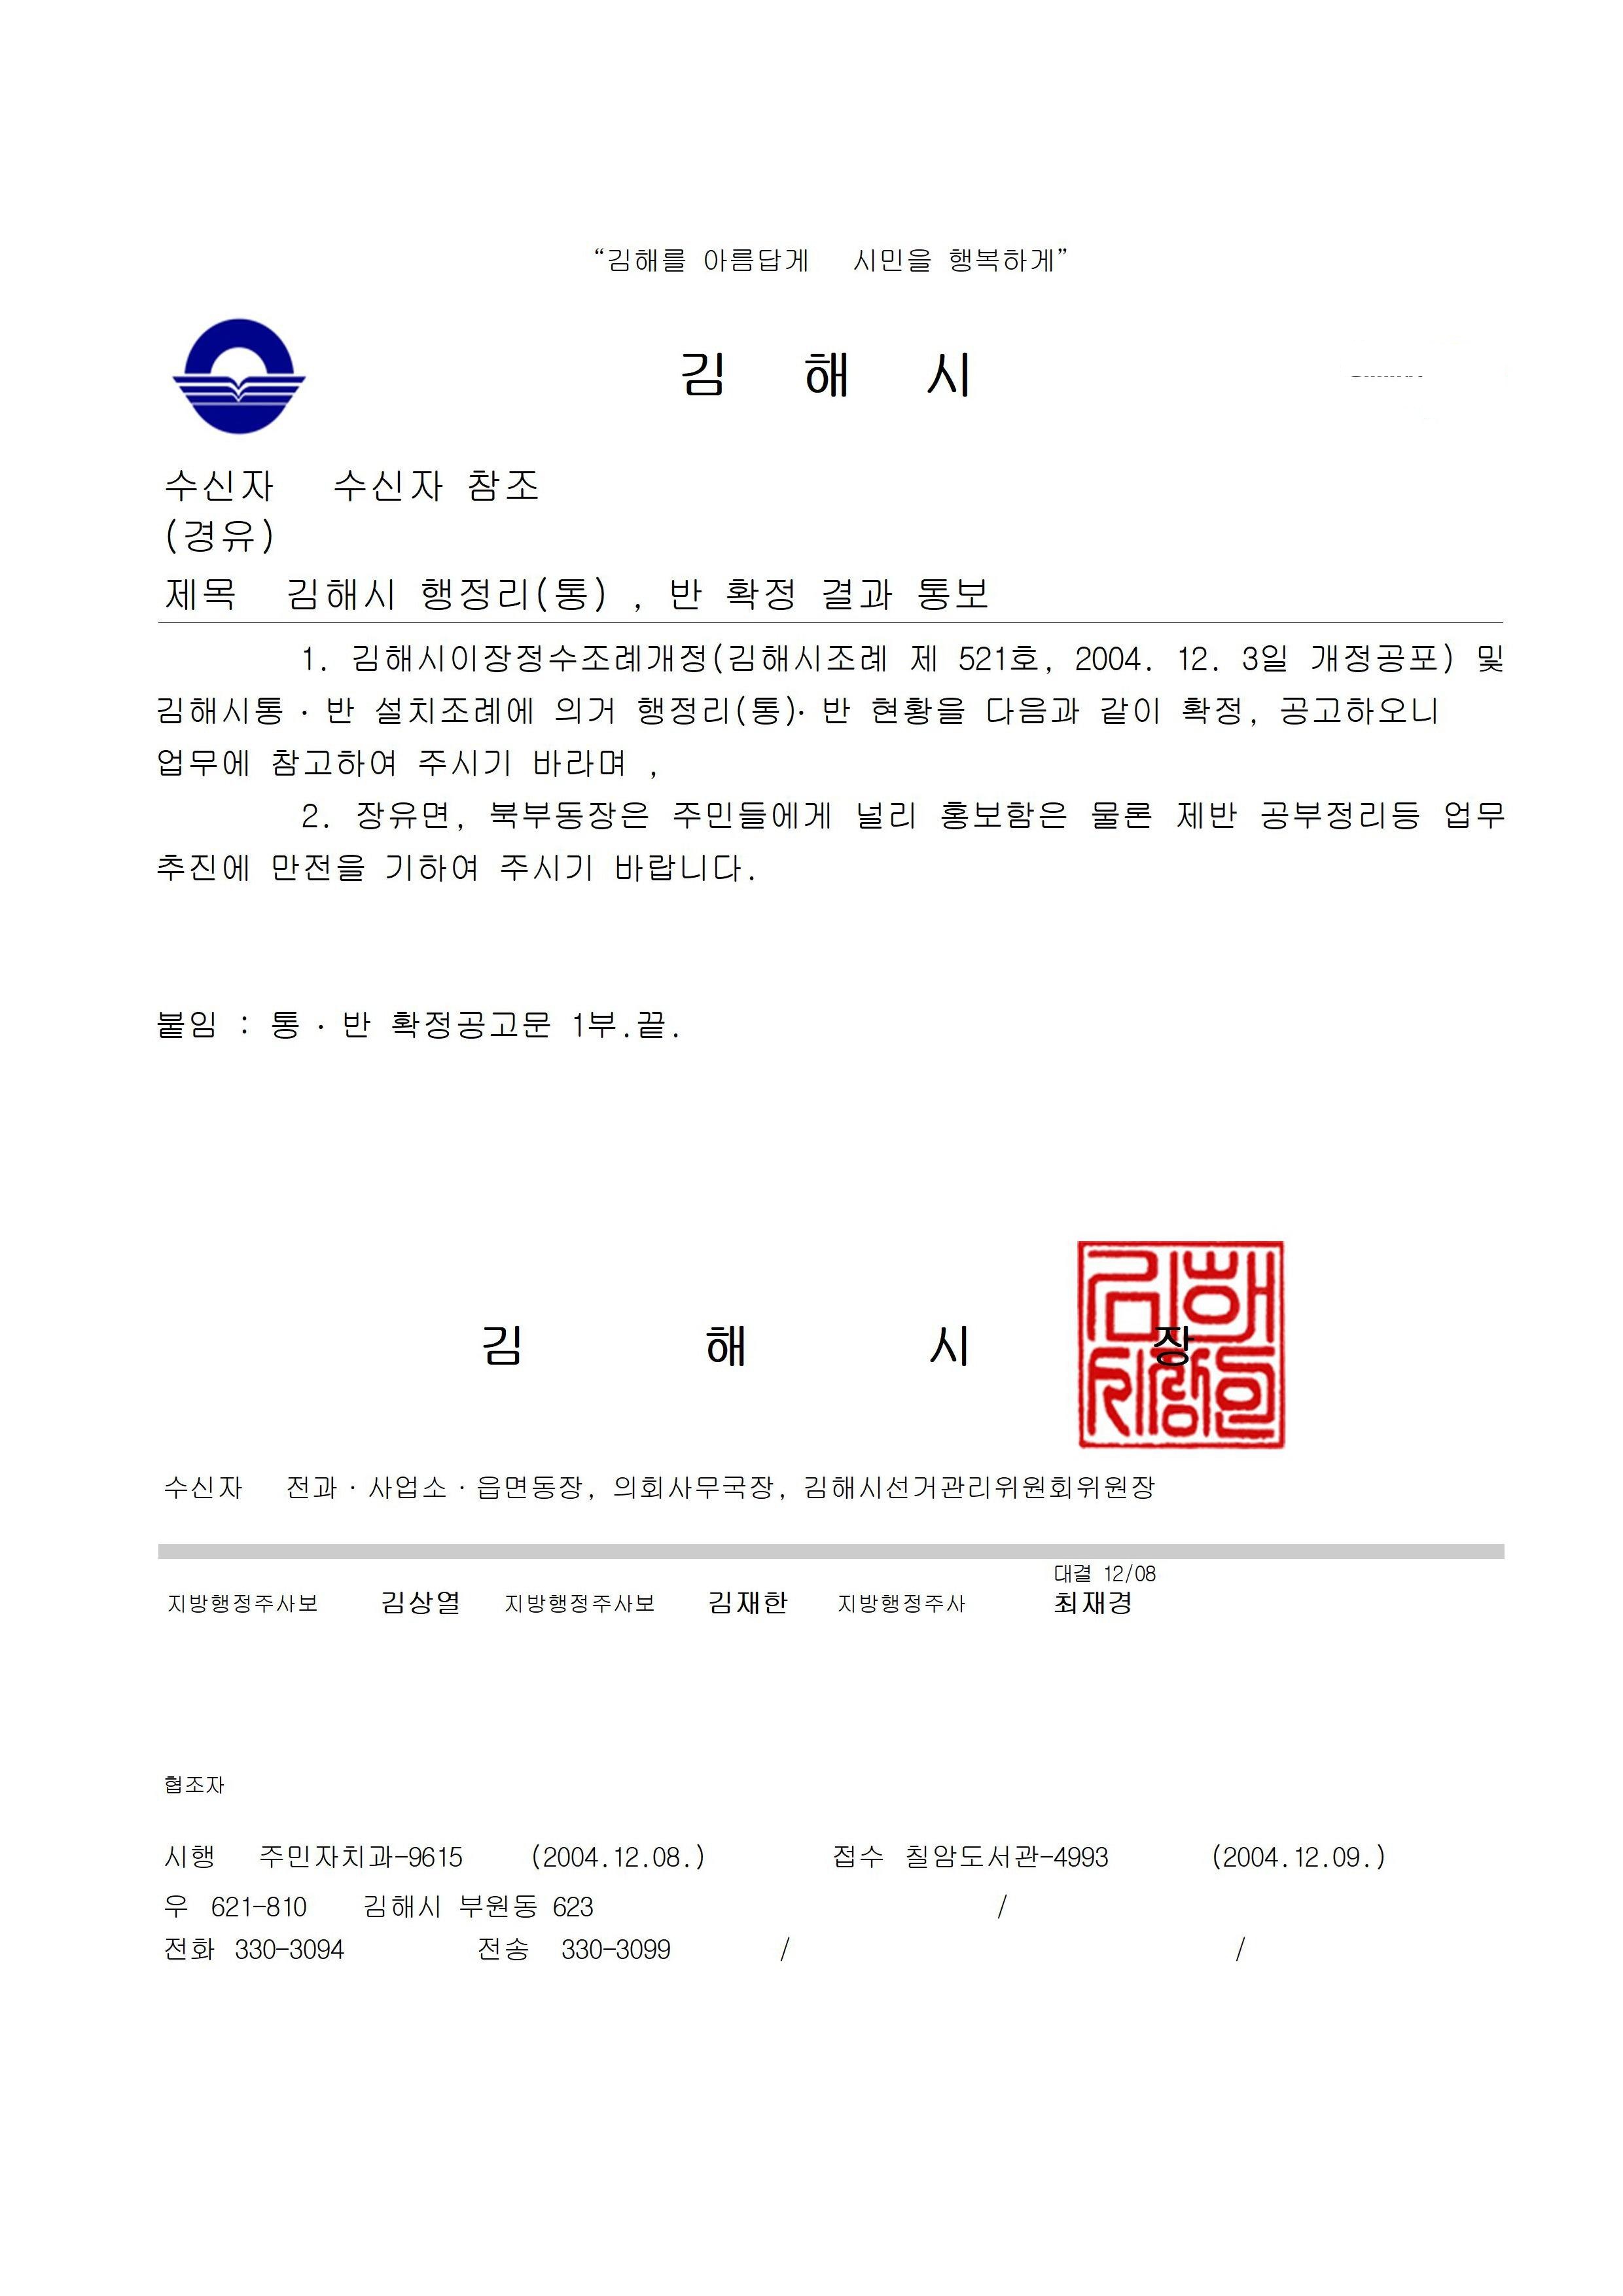 “김해를 아름답게 시민을 행복하게”
김 해 시
수신자 수신자 참조
(경유)
제목 김해시 행정리(통) , 반 확정 결과 통보
1. 김해시이장정수조례개정(김해시조례 제 521호, 2004. 12. 3일 개정공포) 및
김해시통 · 반 설치조례에 의거 행정리(통)· 반 현황을 다음과 같이 확정, 공고하오니
업무에 참고하여 주시기 바라며 ,
2. 장유면, 북부동장은 주민들에게 널리 홍보함은 물론 제반 공부정리등 업무
추진에 만전을 기하여 주시기 바랍니다.
붙임 : 통 · 반 확정공고문 1부.끝.
김 해 시 장
김해시장인
수신자 전과 · 사업소 · 읍면동장, 의회사무국장, 김해시선거관리위원회위원장
대결 12/08
지방행정주사보 김상열 지방행정주사보 김재한 지방행정주사 최재경
협조자
시행 주민자치과-9615 (2004.12.08.) 접수 칠암도서관-4993 (2004.12.09.)
우 621-810 김해시 부원동 623 /
전화 330-3094 전송 330-3099 / /